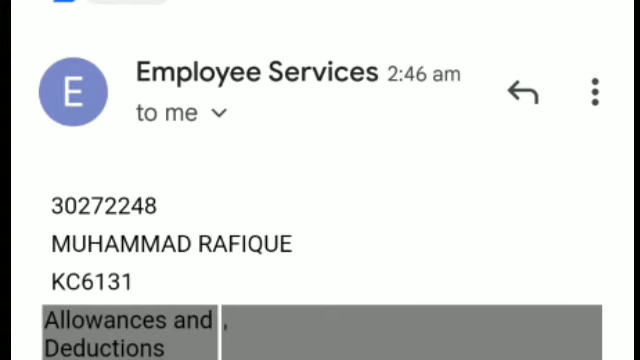 Employee Services 2:46 am
E
to me
30272248
MUHAMMAD RAFIQUE
KC6131
Allowances and ,
Deductions